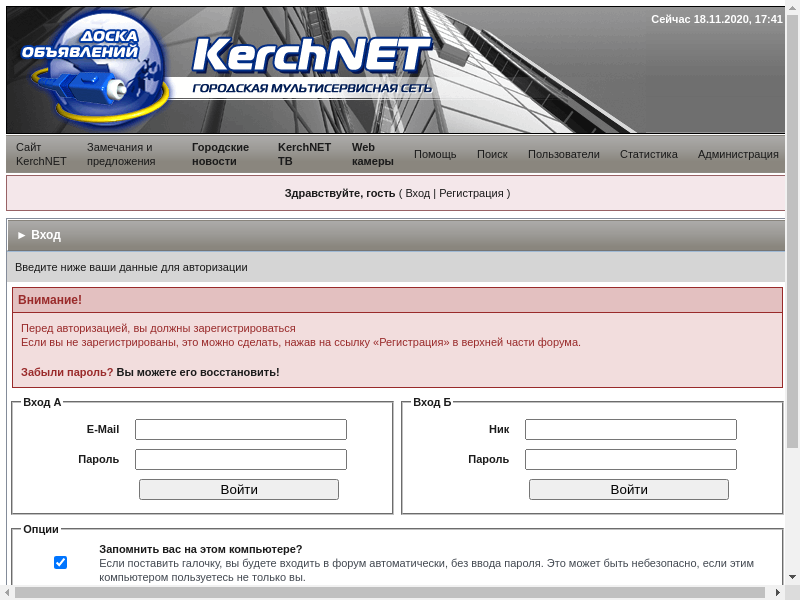 Сейчас 18.11.2020, 17:41
ДОСКА
ОБЪЯВЛЕНИЙ
KerchNET
ГОРОДСКАЯ МУЛЬТИСЕРВИСНАЯ СЕТЬ
Сайт KerchNET
Замечания и предложения
Городские новости
KerchNET ТВ
Web камеры
Помощь
Поиск
Пользователи
Статистика
Администрация
Здравствуйте, гость ( Вход | Регистрация )
► Вход
Введите ниже ваши данные для авторизации
Внимание!
Перед авторизацией, вы должны зарегистрироваться
Если вы не зарегистрированы, это можно сделать, нажав на ссылку «Регистрация» в верхней части форума.
Забыли пароль? Вы можете его восстановить!
Вход А
E-Mail
Пароль
Войти
Вход Б
Ник
Пароль
Войти
Опции
Запомнить вас на этом компьютере?
Если поставить галочку, вы будете входить в форум автоматически, без ввода пароля. Это может быть небезопасно, если этим
компьютером пользуетесь не только вы.